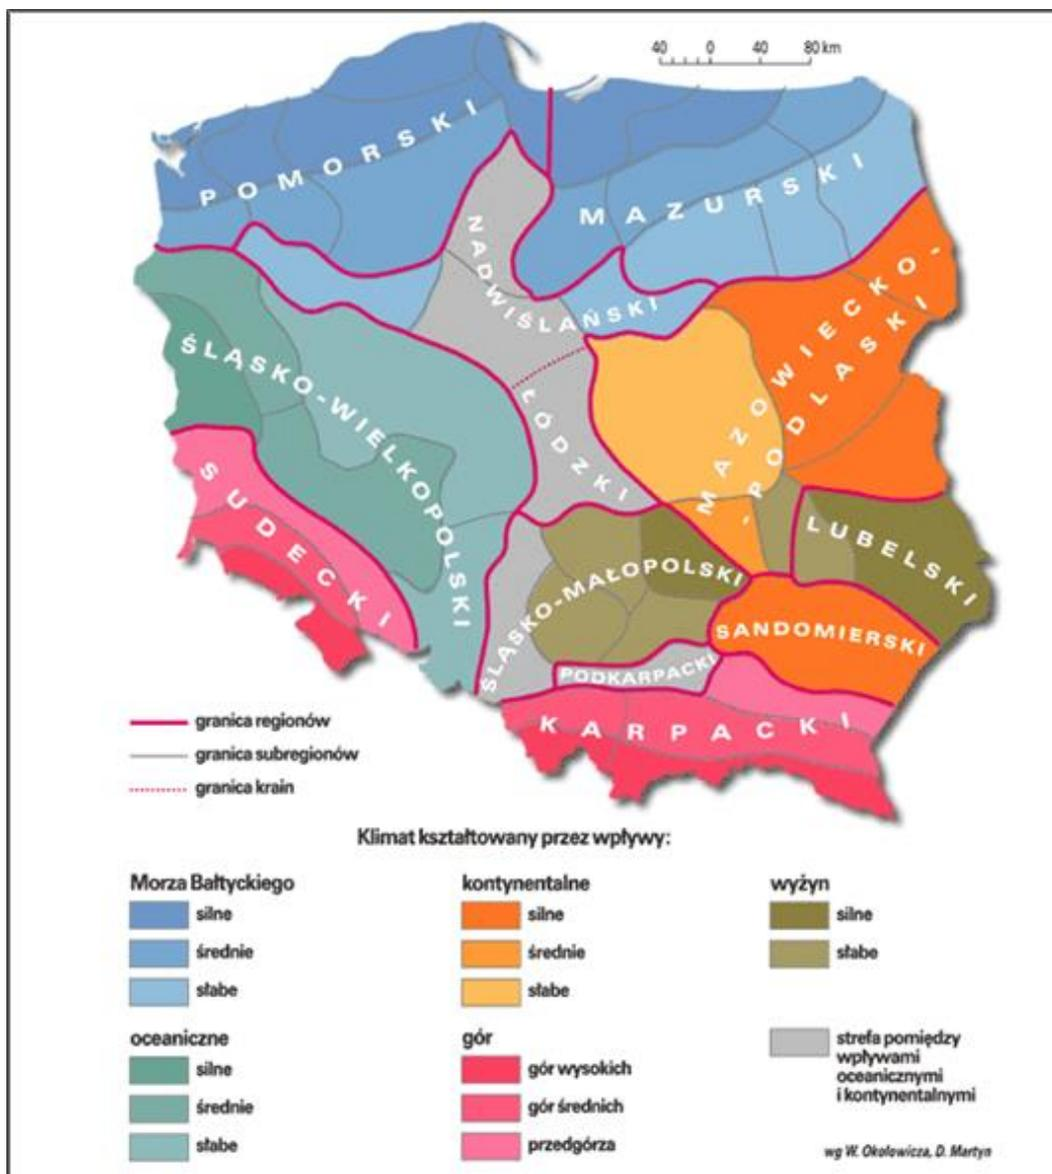 40 0 40 80 km
POMORSKI
MAZURSKI
NADWIŚLAŃSKI
MAZOWIECKO-
-PODLASKI
ŚLĄSKO-WIELKOPOLSKI
ŁÓDZKI
SUDECKI
LUBELSKI
ŚLĄSKO-MAŁOPOLSKI
SANDOMIERSKI
PODKARPACKI
KARPACKI
granica regionów
granica subregionów
granica krain
Klimat kształtowany przez wpływy:
Morza Bałtyckiego
silne
średnie
słabe
kontynentalne
silne
średnie
słabe
wyżyn
silne
słabe
oceaniczne
silne
średnie
słabe
gór
gór wysokich
gór średnich
przedgórza
strefa pomiędzy
wpływami
oceanicznymi
i kontynentalnymi
wg W. Okołowicza, D. Martyn